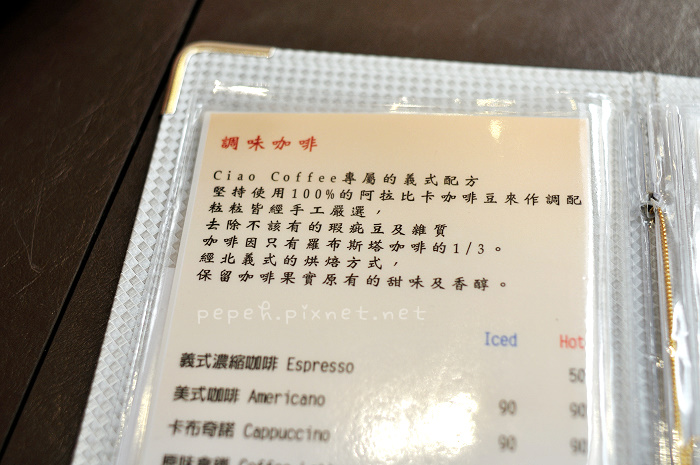 調味咖啡
Ciao Coffee專屬的義式配方
堅持使用100%的阿拉比卡咖啡豆來作調配
粒粒皆經手工嚴選，
去除不該有的瑕疵豆及雜質
咖啡因只有羅布斯塔咖啡的1/3。
經北義式的烘焙方式，
保留咖啡果實原有的甜味及香醇。
pepeh.pixnet.net
Iced Hot
義式濃縮咖啡 Espresso 50
美式咖啡 Americano 90 90
卡布奇諾 Cappuccino 90 90